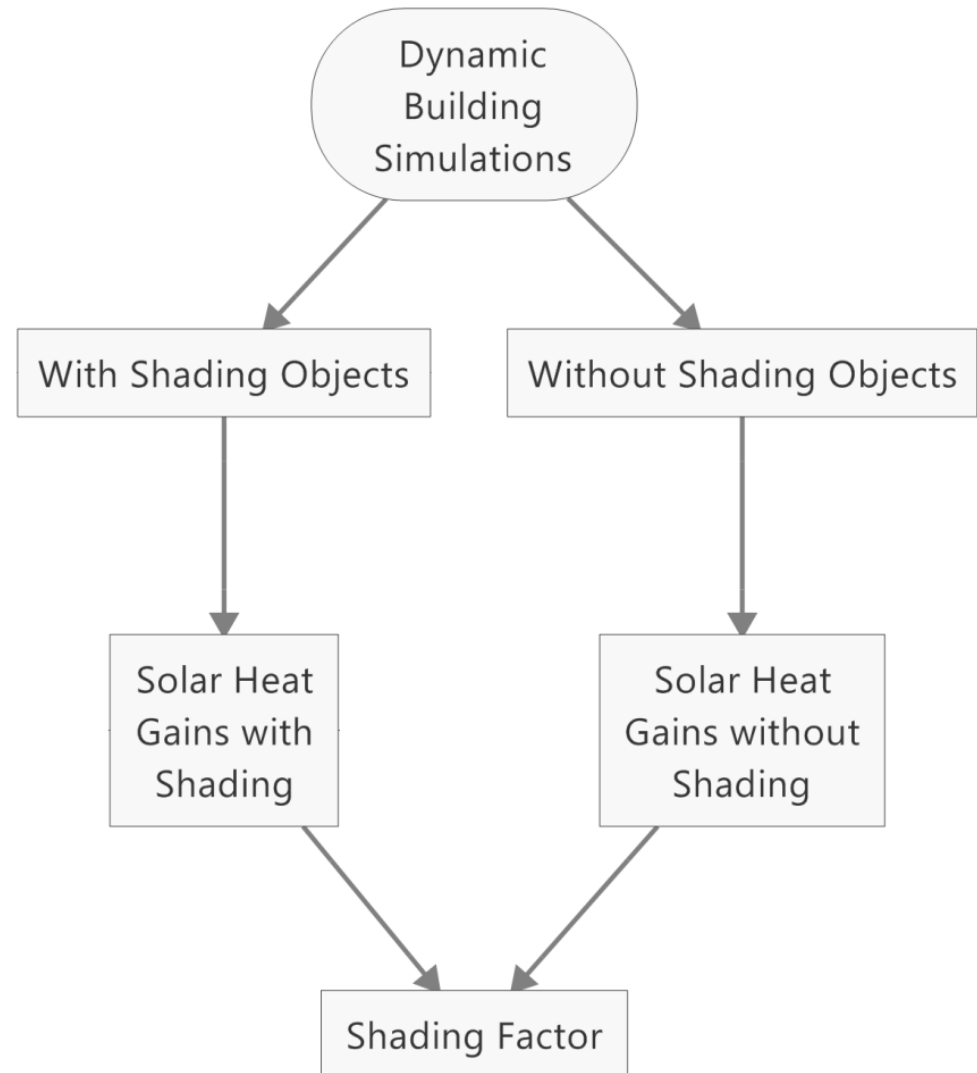 Dynamic
Building
Simulations
With Shading Objects
Without Shading Objects
Solar Heat
Gains with
Shading
Solar Heat
Gains without
Shading
Shading Factor